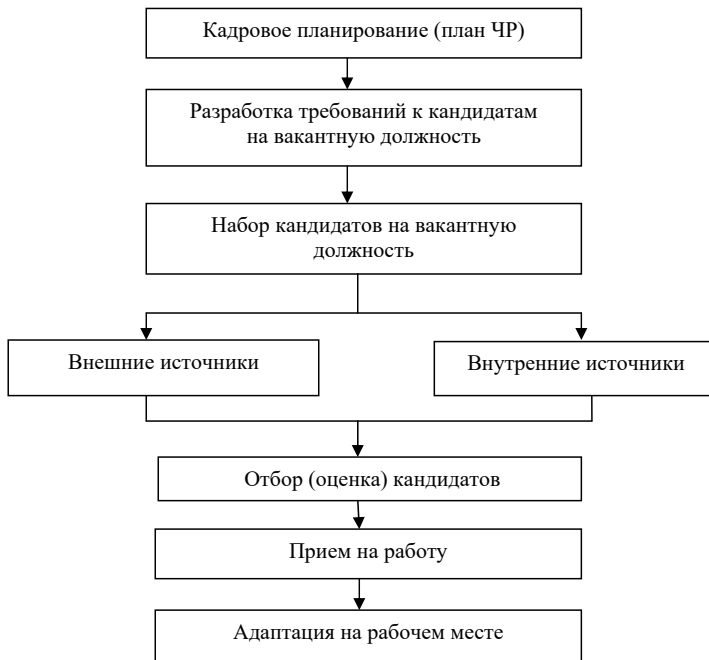 Кадровое планирование (план ЧР)
Разработка требований к кандидатам
на вакантную должность
Набор кандидатов на вакантную
должность
Внешние источники
Внутренние источники
Отбор (оценка) кандидатов
Прием на работу
Адаптация на рабочем месте